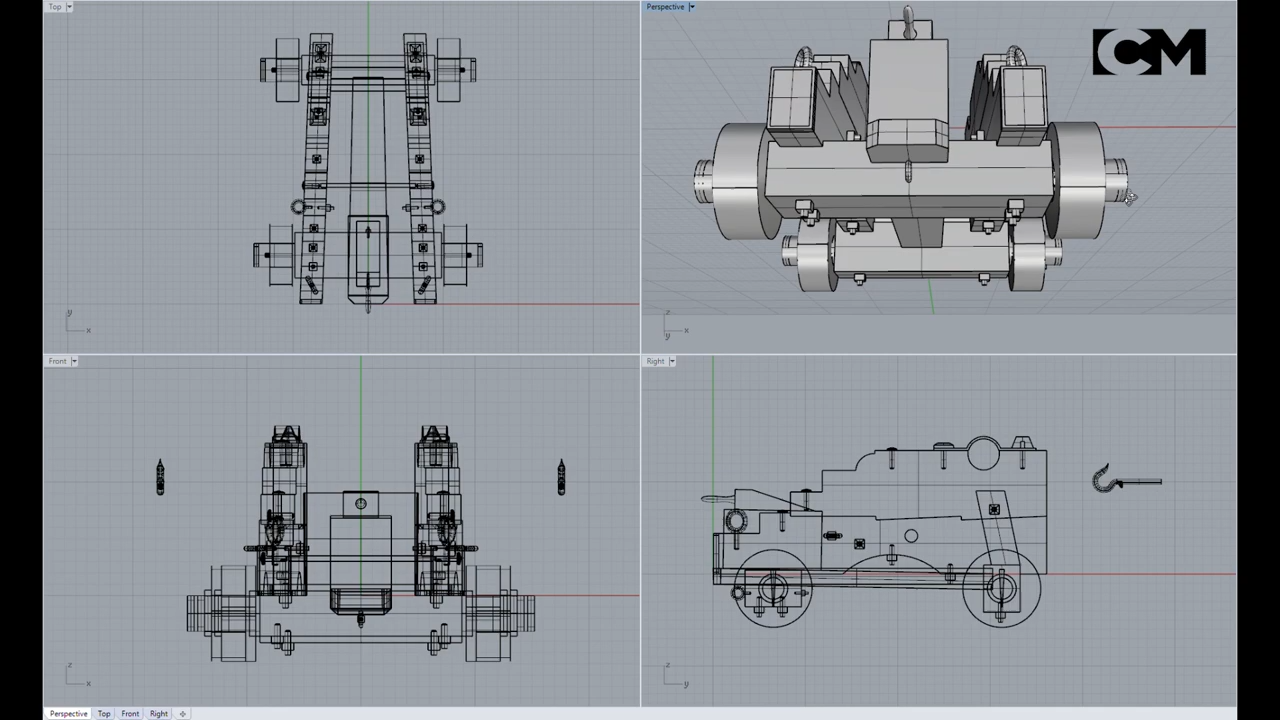 Top
Perspective
CM
y
x
z
x
y
Front
Right
z
x
z
y
Perspective Top Front Right